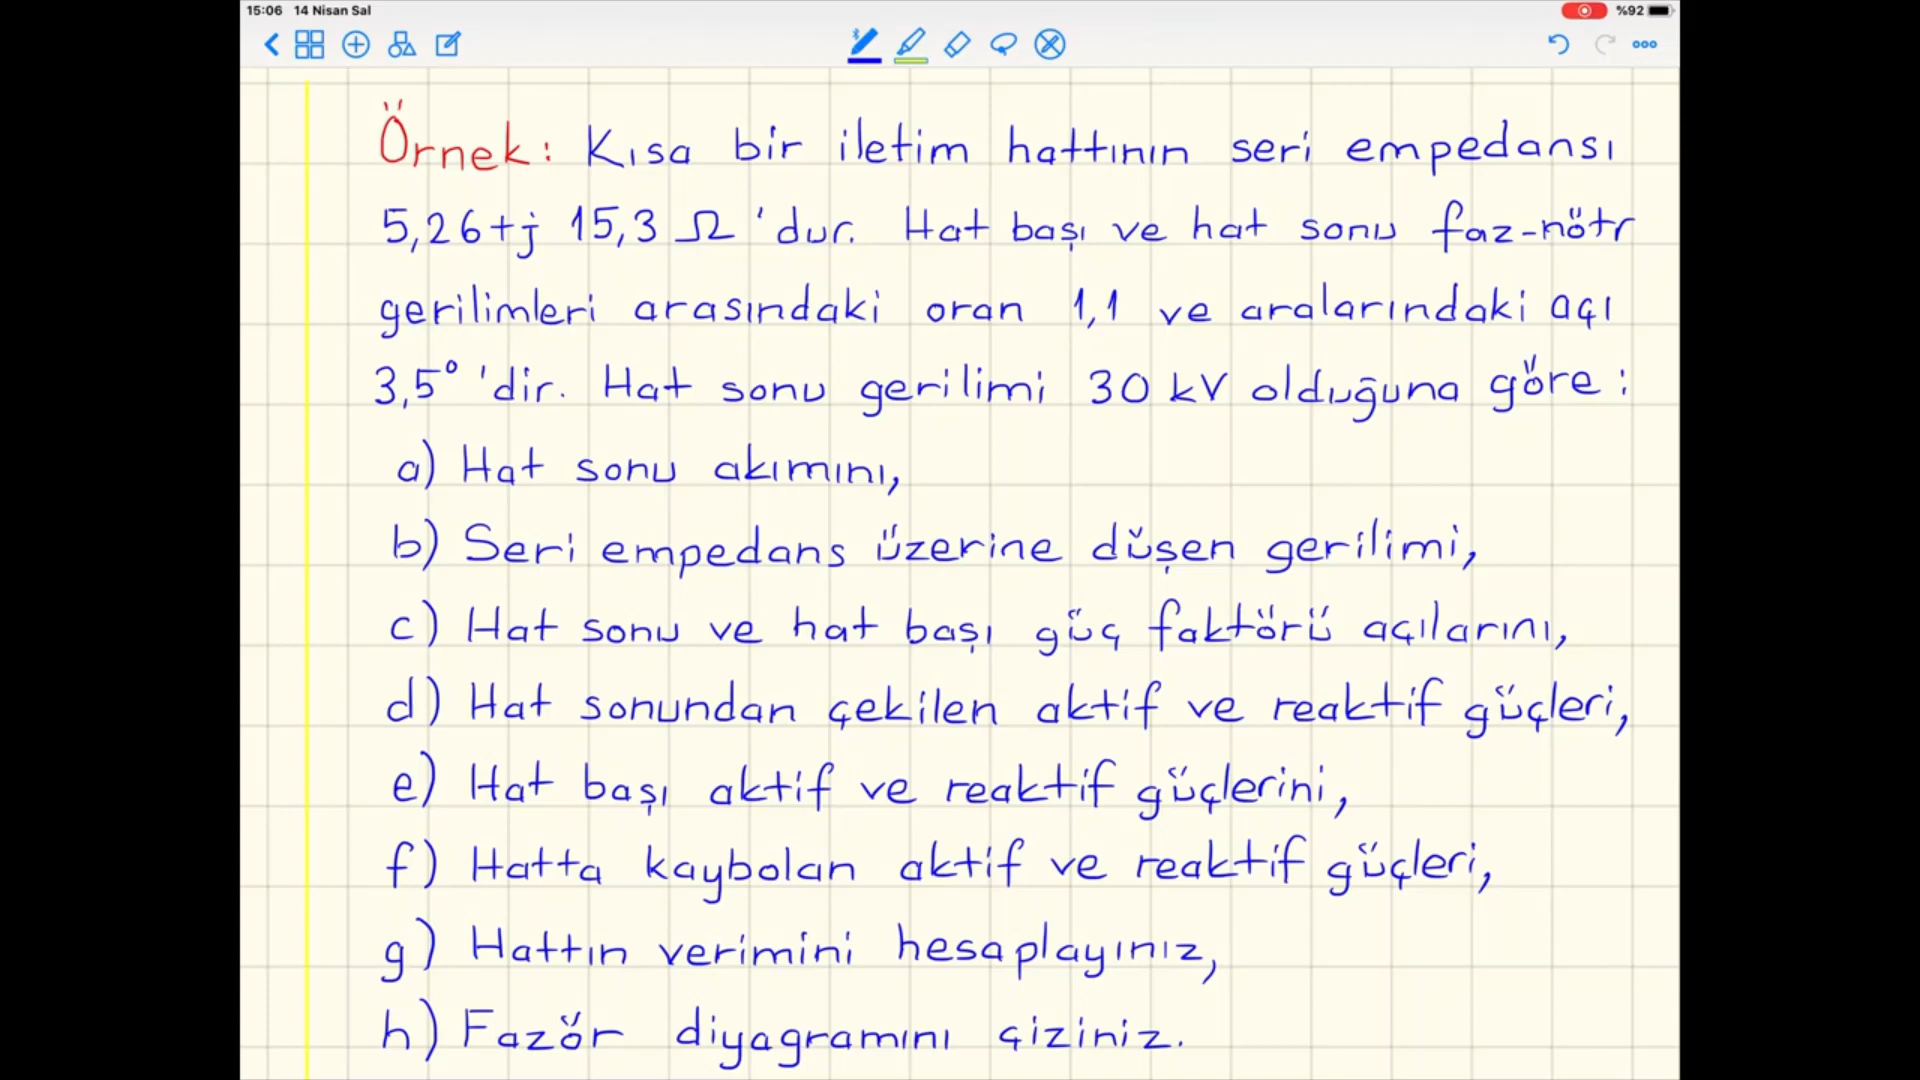 15:06 14 Nisan Sal %92
Örnek: Kısa bir iletim hattının seri empedansı
5,26+j 15,3 Ω 'dur. Hat başı ve hat sonu faz-nötr
gerilimleri arasındaki oran 1,1 ve aralarındaki açı
3,5° 'dir. Hat sonu gerilimi 30 kV olduğuna göre:
a) Hat sonu akımını,
b) Seri empedans üzerine düşen gerilimi,
c) Hat sonu ve hat başı güç faktörü açılarını,
d) Hat sonundan çekilen aktif ve reaktif güçleri,
e) Hat başı aktif ve reaktif güçlerini,
f) Hatta kaybolan aktif ve reaktif güçleri,
g) Hattın verimini hesaplayınız,
h) Fazör diyagramını çiziniz.